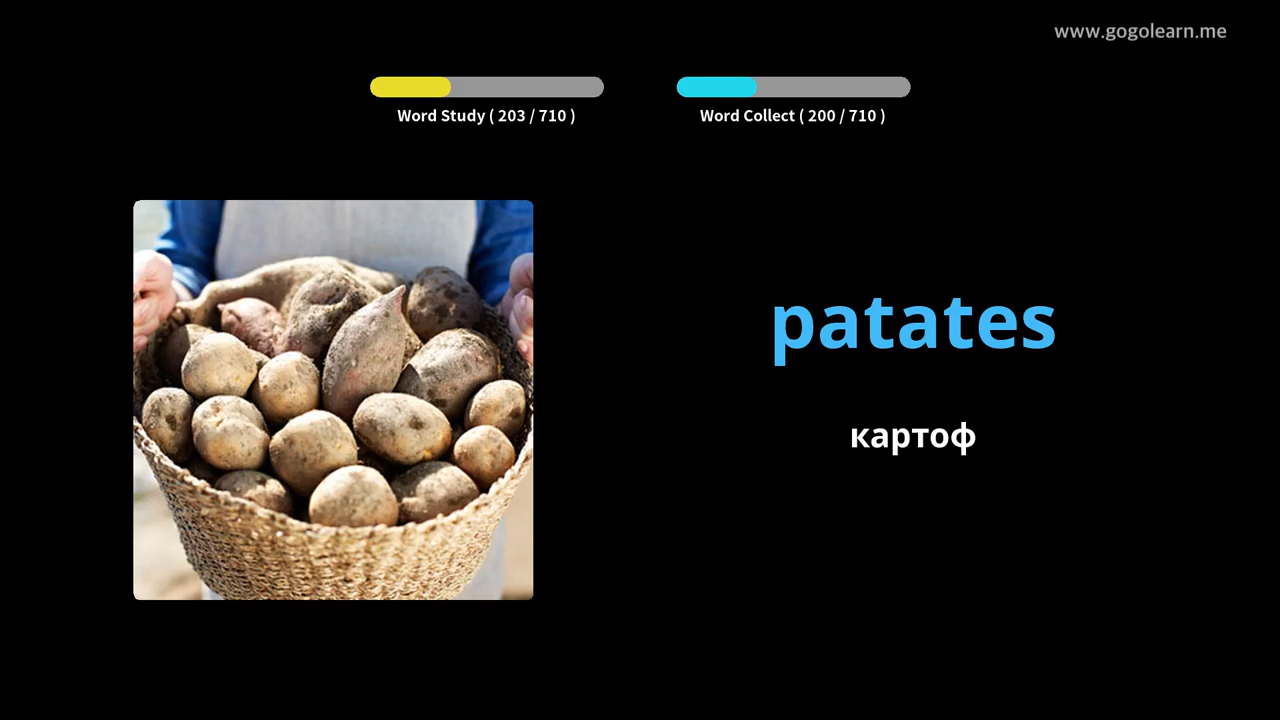 www.gogolearn.me
Word Study ( 203 / 710 )
Word Collect ( 200 / 710 )
patates
картоф